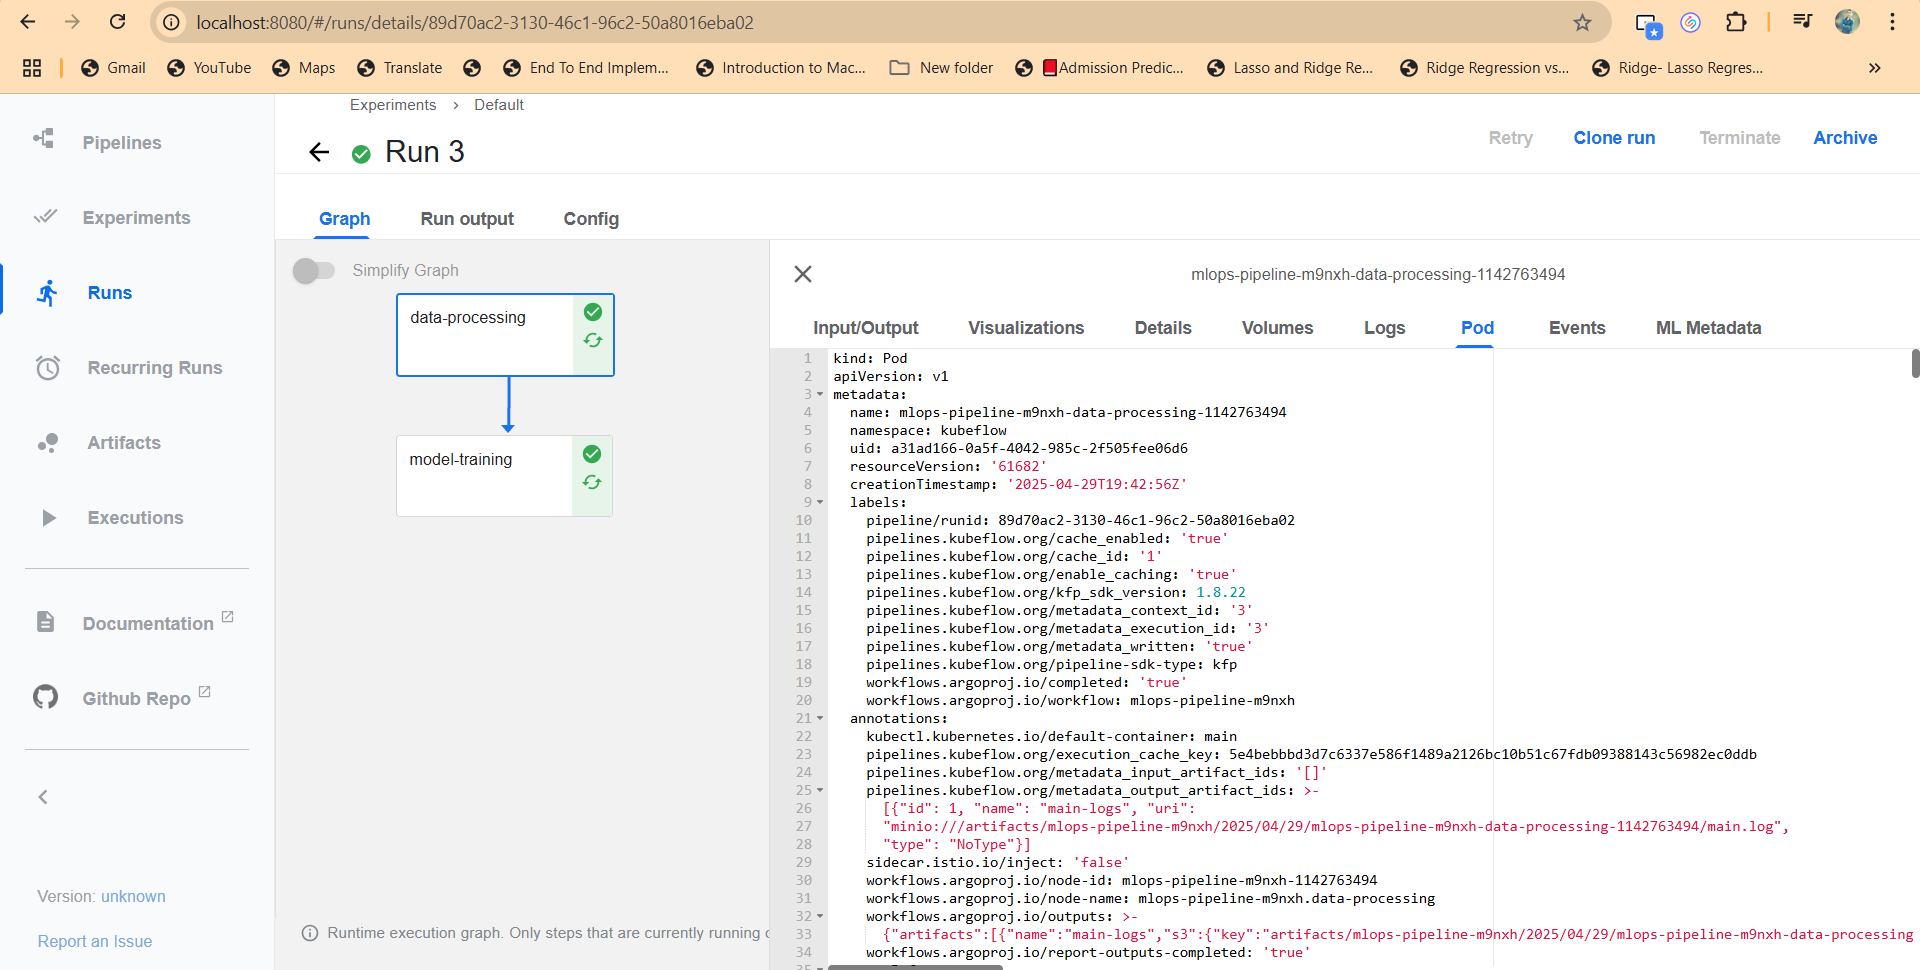 localhost:8080/#/runs/details/89d70ac2-3130-46c1-96c2-50a8016eba02
Gmail YouTube Maps Translate End To End Implem... Introduction to Mac... New folder Admission Predic... Lasso and Ridge Re... Ridge Regression vs... Ridge- Lasso Regres... »
Pipelines
Experiments
Runs
Recurring Runs
Artifacts
Executions
Documentation
Github Repo
Version: unknown
Report an Issue
Experiments > Default
Run 3
Retry Clone run Terminate Archive
Graph Run output Config
Simplify Graph
data-processing
model-training
Runtime execution graph. Only steps that are currently running
mlops-pipeline-m9nxh-data-processing-1142763494
Input/Output Visualizations Details Volumes Logs Pod Events ML Metadata
1 kind: Pod
2 apiVersion: v1
3 metadata:
4 name: mlops-pipeline-m9nxh-data-processing-1142763494
5 namespace: kubeflow
6 uid: a31ad166-0a5f-4042-985c-2f505fee06d6
7 resourceVersion: '61682'
8 creationTimestamp: '2025-04-29T19:42:56Z'
9 labels:
10 pipeline/runid: 89d70ac2-3130-46c1-96c2-50a8016eba02
11 pipelines.kubeflow.org/cache_enabled: 'true'
12 pipelines.kubeflow.org/cache_id: '1'
13 pipelines.kubeflow.org/enable_caching: 'true'
14 pipelines.kubeflow.org/kfp_sdk_version: 1.8.22
15 pipelines.kubeflow.org/metadata_context_id: '3'
16 pipelines.kubeflow.org/metadata_execution_id: '3'
17 pipelines.kubeflow.org/metadata_written: 'true'
18 pipelines.kubeflow.org/pipeline-sdk-type: kfp
19 workflows.argoproj.io/completed: 'true'
20 workflows.argoproj.io/workflow: mlops-pipeline-m9nxh
21 annotations:
22 kubectl.kubernetes.io/default-container: main
23 pipelines.kubeflow.org/execution_cache_key: 5e4bebbbd3d7c6337e586f1489a2126bc10b51c67fdb09388143c56982ec0ddb
24 pipelines.kubeflow.org/metadata_input_artifact_ids: '[]'
25 pipelines.kubeflow.org/metadata_output_artifact_ids: >-
26 [{"id": 1, "name": "main-logs", "uri":
27 "minio:///artifacts/mlops-pipeline-m9nxh/2025/04/29/mlops-pipeline-m9nxh-data-processing-1142763494/main.log",
28 "type": "NoType"}]
29 sidecar.istio.io/inject: 'false'
30 workflows.argoproj.io/node-id: mlops-pipeline-m9nxh-1142763494
31 workflows.argoproj.io/node-name: mlops-pipeline-m9nxh.data-processing
32 workflows.argoproj.io/outputs: >-
33 {"artifacts":[{"name":"main-logs","s3":{"key":"artifacts/mlops-pipeline-m9nxh/2025/04/29/mlops-pipeline-m9nxh-data-processing
34 workflows.argoproj.io/report-outputs-completed: 'true'